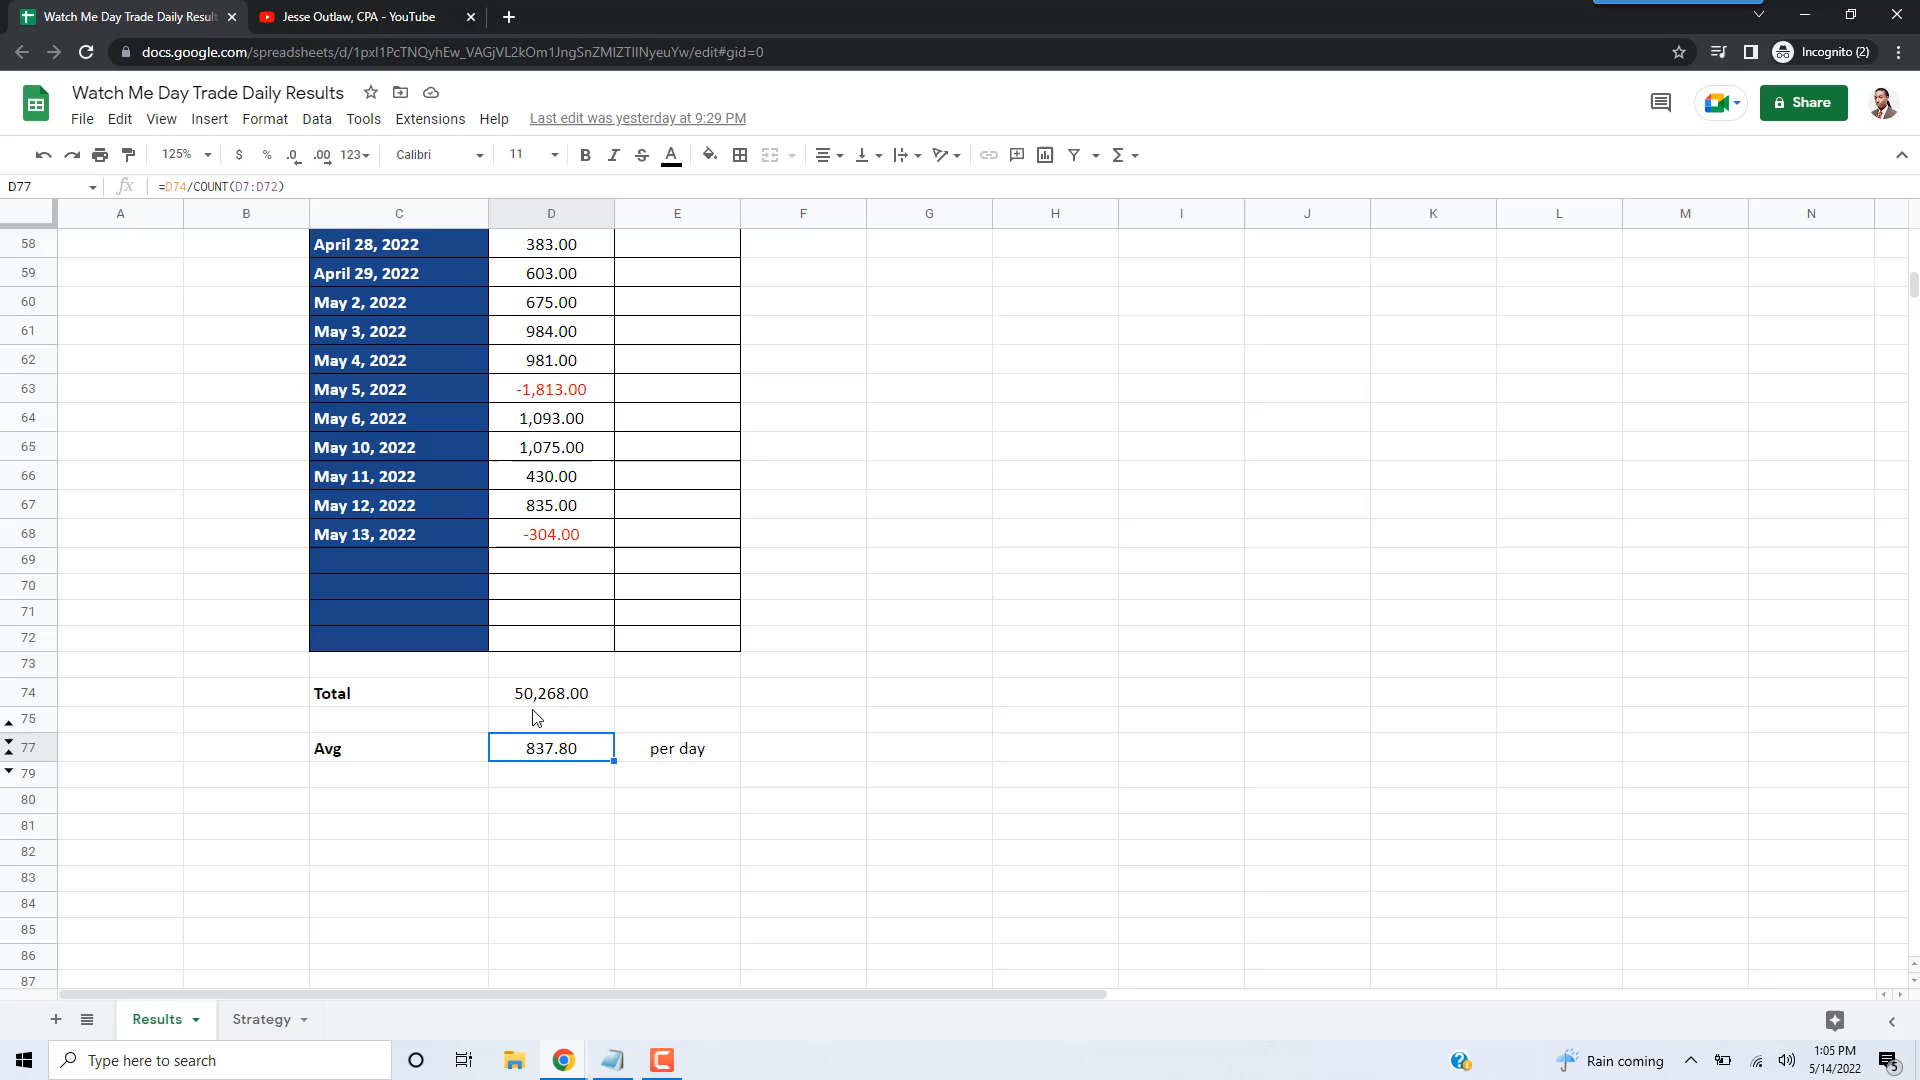 Watch Me Day Trade Daily Result
Jesse Outlaw, CPA - YouTube
docs.google.com/spreadsheets/d/1pxI1PcTNQyhEw_VAGjVL2kOm1JngSnZMIZTIINyeuYw/edit#gid=0
Incognito (2)
Watch Me Day Trade Daily Results
File Edit View Insert Format Data Tools Extensions Help Last edit was yesterday at 9:29 PM
Share
125% $ % .0 .00 123 Calibri 11 B I S A
D77 fx =D74/COUNT(D7:D72)
A B C D E F G H I J K L M N
58 April 28, 2022 383.00
59 April 29, 2022 603.00
60 May 2, 2022 675.00
61 May 3, 2022 984.00
62 May 4, 2022 981.00
63 May 5, 2022 -1,813.00
64 May 6, 2022 1,093.00
65 May 10, 2022 1,075.00
66 May 11, 2022 430.00
67 May 12, 2022 835.00
68 May 13, 2022 -304.00
69
70
71
72
73
74 Total 50,268.00
75
77 Avg 837.80 per day
79
80
81
82
83
84
85
86
87
Results Strategy
Type here to search
Rain coming
1:05 PM
5/14/2022
5